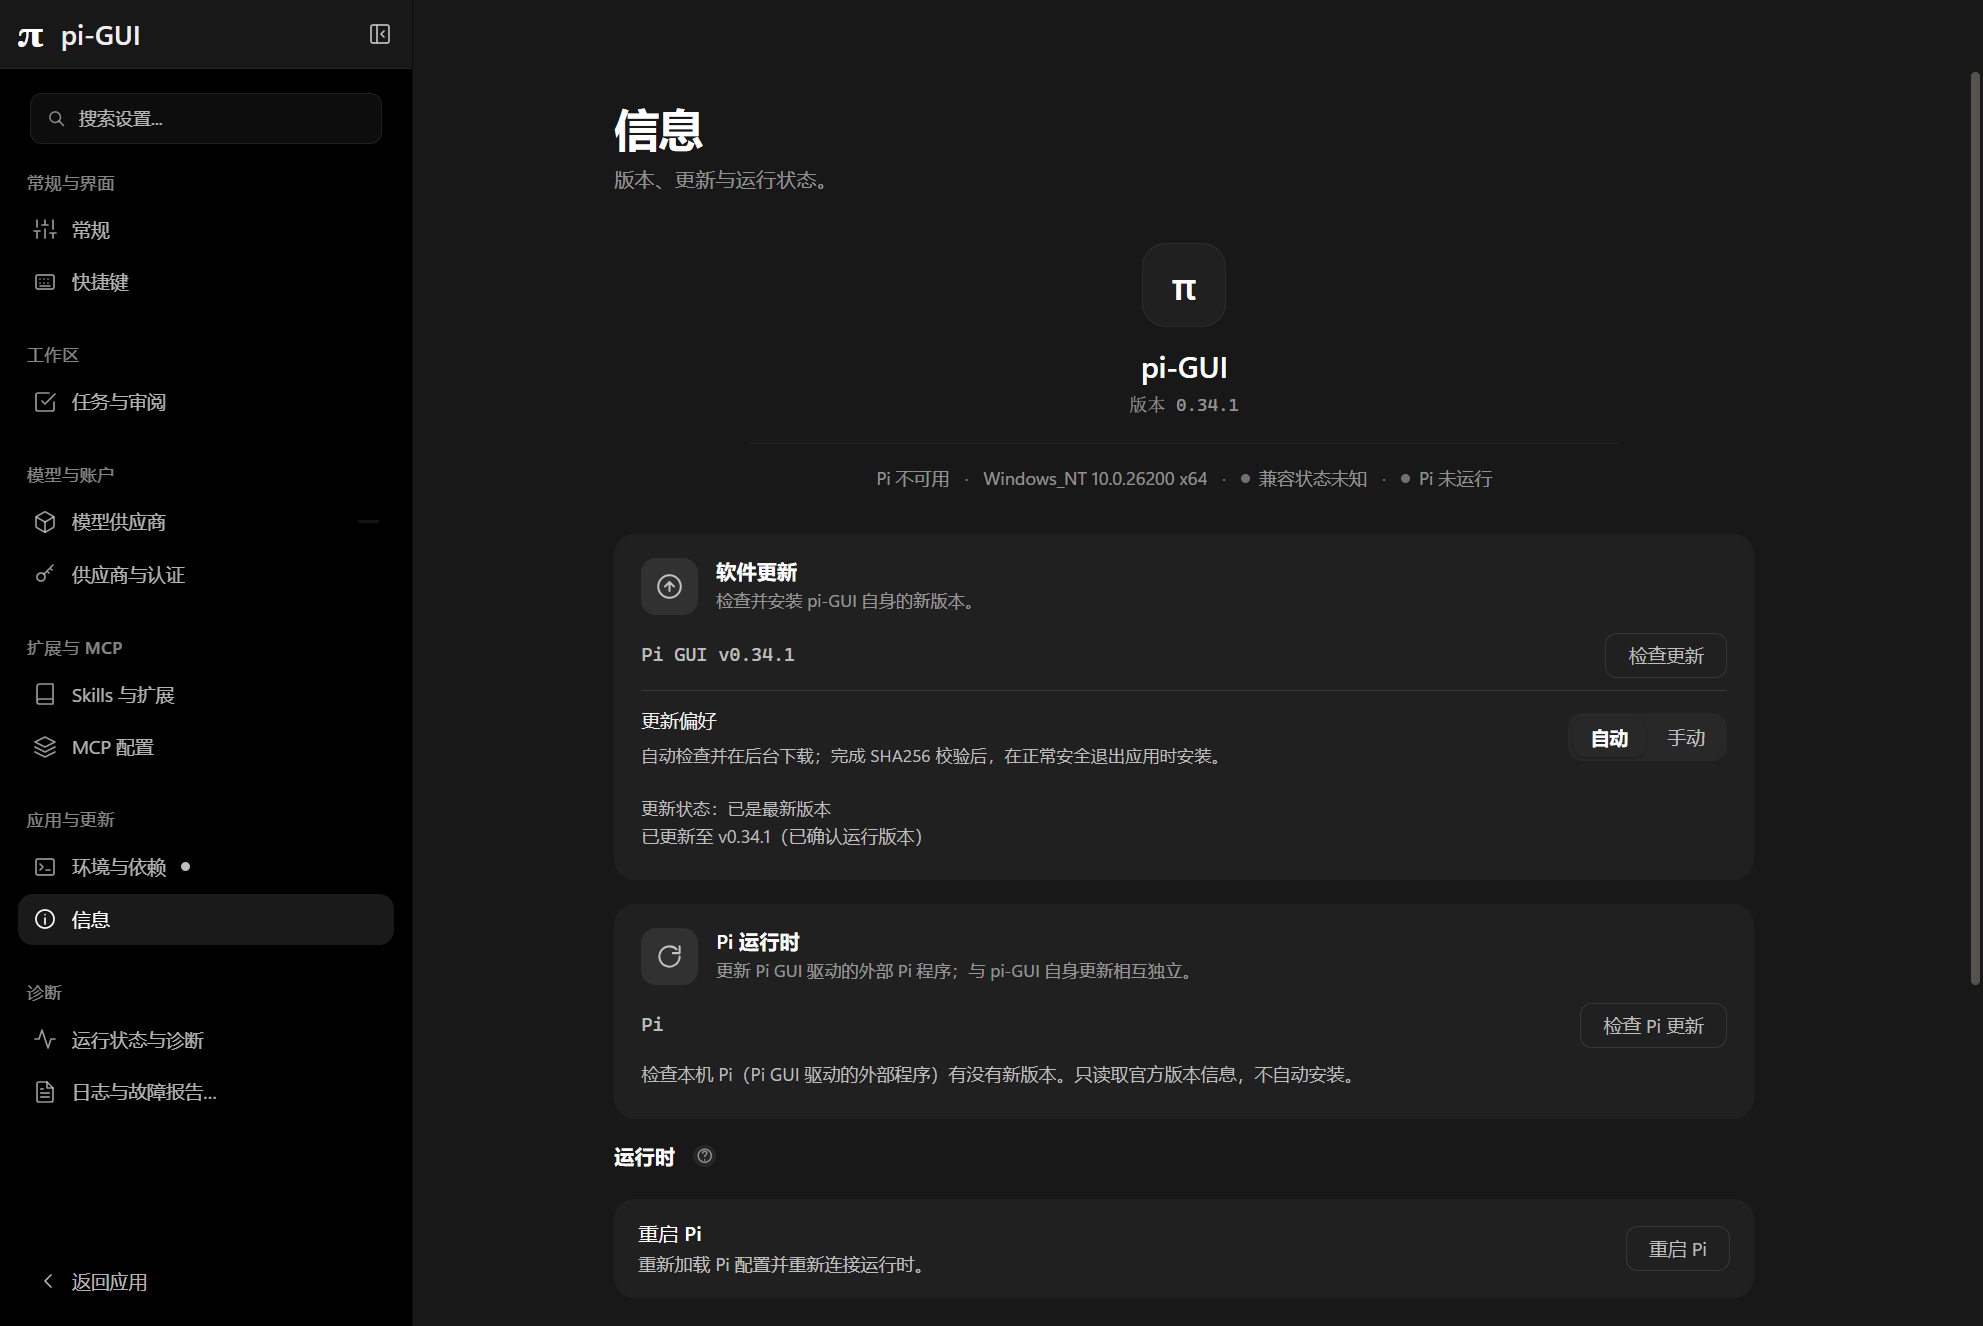 π pi-GUI
搜索设置...
常规与界面
常规
快捷键
工作区
任务与审阅
模型与账户
模型供应商
供应商与认证
扩展与 MCP
Skills 与扩展
MCP 配置
应用与更新
环境与依赖
信息
诊断
运行状态与诊断
日志与故障报告...
返回应用
信息
版本、更新与运行状态。
π
pi-GUI
版本 0.34.1
Pi 不可用 · Windows_NT 10.0.26200 x64 · 兼容状态未知 · Pi 未运行
软件更新
检查并安装 pi-GUI 自身的新版本。
Pi GUI v0.34.1
检查更新
更新偏好
自动检查并在后台下载；完成 SHA256 校验后，在正常安全退出应用时安装。
自动 手动
更新状态：已是最新版本
已更新至 v0.34.1（已确认运行版本）
Pi 运行时
更新 Pi GUI 驱动的外部 Pi 程序；与 pi-GUI 自身更新相互独立。
Pi
检查 Pi 更新
检查本机 Pi（Pi GUI 驱动的外部程序）有没有新版本。只读取官方版本信息，不自动安装。
运行时
重启 Pi
重新加载 Pi 配置并重新连接运行时。
重启 Pi